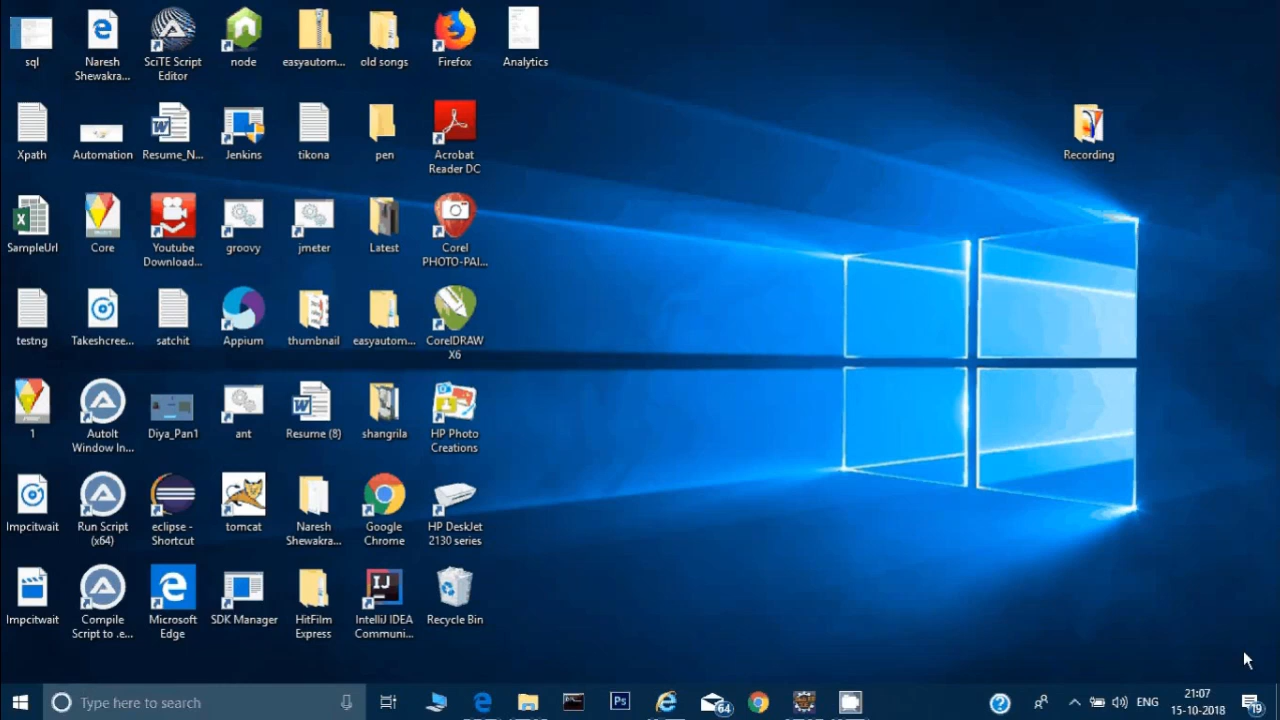 sql
Naresh
Shewakra...
SciTE Script
Editor
node
easyautom...
old songs
Firefox
Analytics
Xpath
Automation
Resume_N...
Jenkins
tikona
pen
Acrobat
Reader DC
Recording
SampleUrl
Core
Youtube
Download...
groovy
jmeter
Latest
Corel
PHOTO-PAI...
testng
Takeshcree...
satchit
Appium
thumbnail
easyautom...
CorelDRAW
X6
1
AutoIt
Window In...
Diya_Pan1
ant
Resume (8)
shangrila
HP Photo
Creations
Impcitwait
Run Script
(x64)
eclipse -
Shortcut
tomcat
Naresh
Shewakra...
Google
Chrome
HP DeskJet
2130 series
Impcitwait
Compile
Script to .e...
Microsoft
Edge
SDK Manager
HitFilm
Express
IJ
IntelliJ IDEA
Communi...
Recycle Bin
Type here to search
Ps
64
ENG
21:07
15-10-2018
19